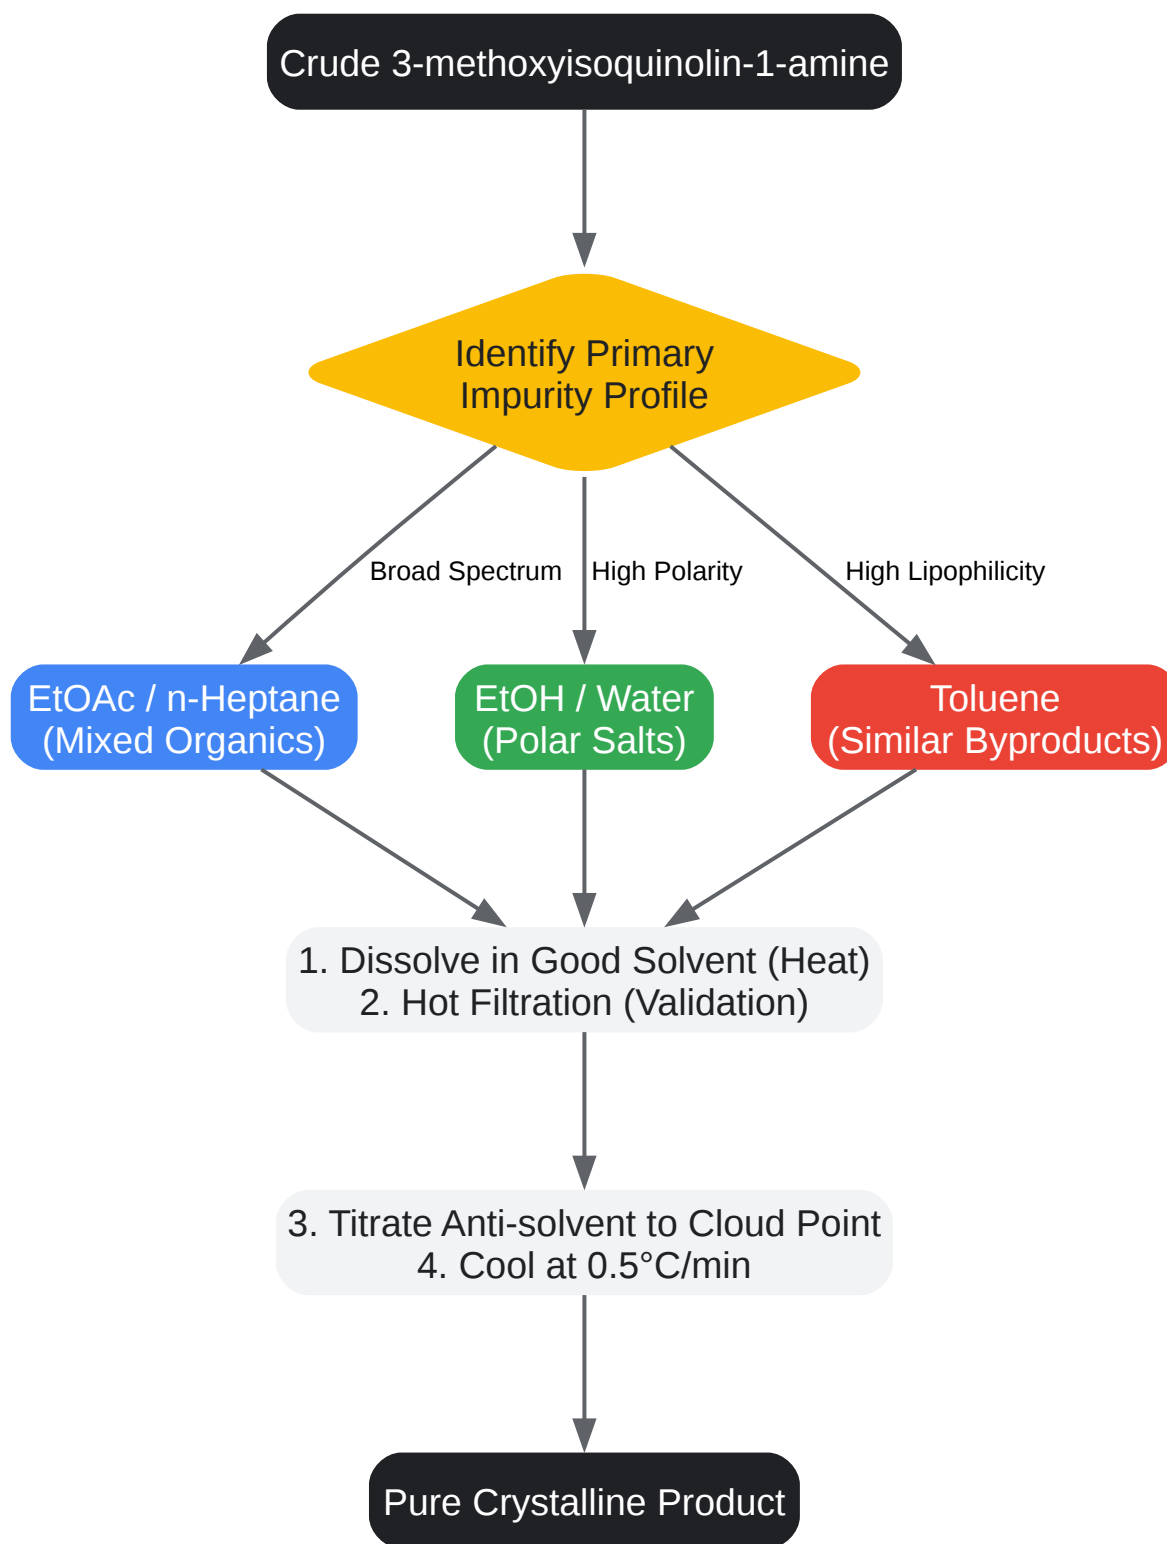 Crude 3-methoxyisoquinolin-1-amine
Identify Primary
Impurity Profile
Broad Spectrum
High Polarity
High Lipophilicity
EtOAc / n-Heptane
(Mixed Organics)
EtOH / Water
(Polar Salts)
Toluene
(Similar Byproducts)
1. Dissolve in Good Solvent (Heat)
2. Hot Filtration (Validation)
3. Titrate Anti-solvent to Cloud Point
4. Cool at 0.5°C/min
Pure Crystalline Product